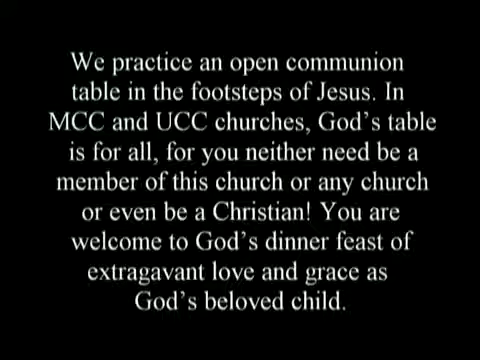 We practice an open communion
table in the footsteps of Jesus. In
MCC and UCC churches, God's table
is for all, for you neither need be a
member of this church or any church
or even be a Christian! You are
welcome to God's dinner feast of
extragavant love and grace as
God's beloved child.